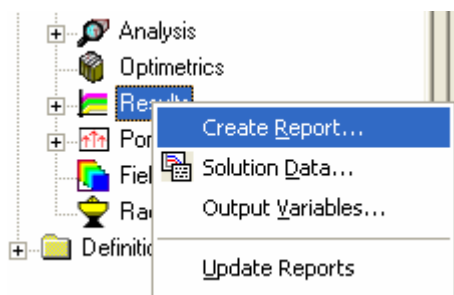 Analysis
Optimetrics
Create Report...
Solution Data...
Output Variables...
Update Reports